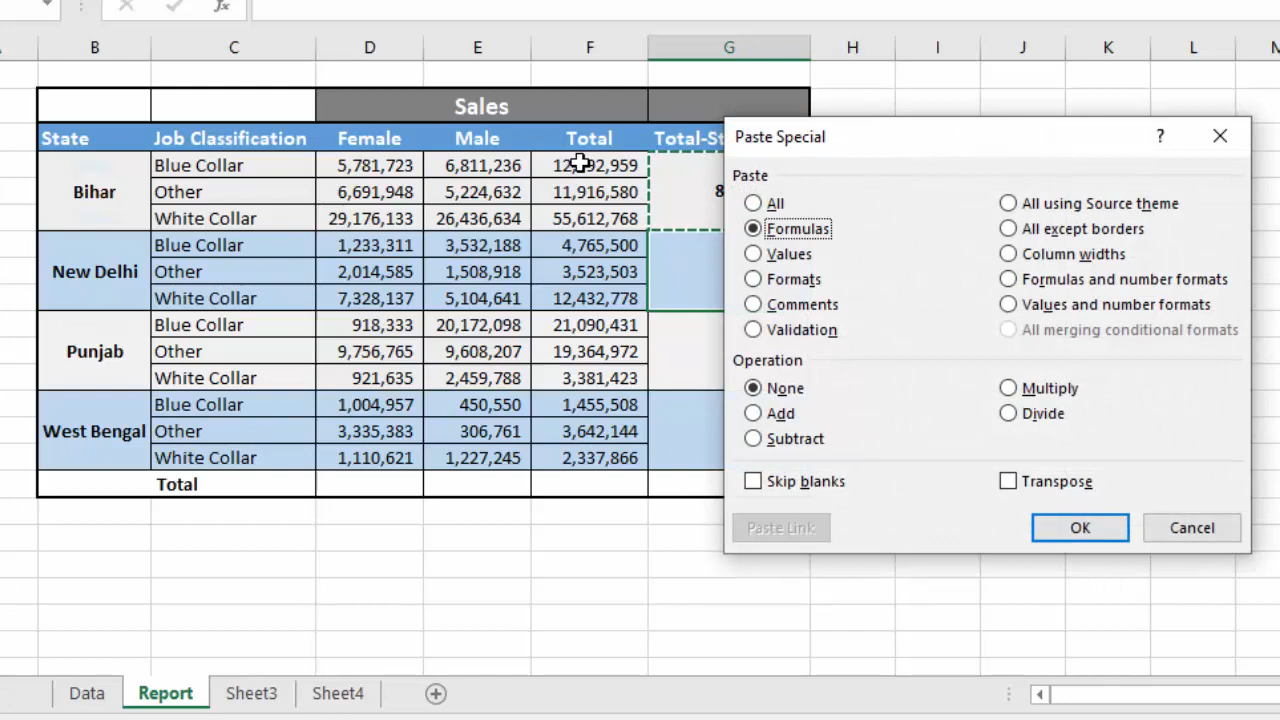 B C D E F G H I J K L
Sales
State Job Classification Female Male Total
Blue Collar 5,781,723 6,811,236
Bihar Other 6,691,948 5,224,632 11,916,580
White Collar 29,176,133 26,436,634 55,612,768
Blue Collar 1,233,311 3,532,188 4,765,500
New Delhi Other 2,014,585 1,508,918 3,523,503
White Collar 7,328,137 5,104,641 12,432,778
Blue Collar 918,333 20,172,098 21,090,431
Punjab Other 9,756,765 9,608,207 19,364,972
White Collar 921,635 2,459,788 3,381,423
Blue Collar 1,004,957 450,550 1,455,508
West Bengal Other 3,335,383 306,761 3,642,144
White Collar 1,110,621 1,227,245 2,337,866
Total
Paste Special ?
Paste
All All using Source theme
Formulas All except borders
Values Column widths
Formats Formulas and number formats
Comments Values and number formats
Validation All merging conditional formats
Operation
None Multiply
Add Divide
Subtract
Skip blanks Transpose
Paste Link OK Cancel
Data Report Sheet3 Sheet4